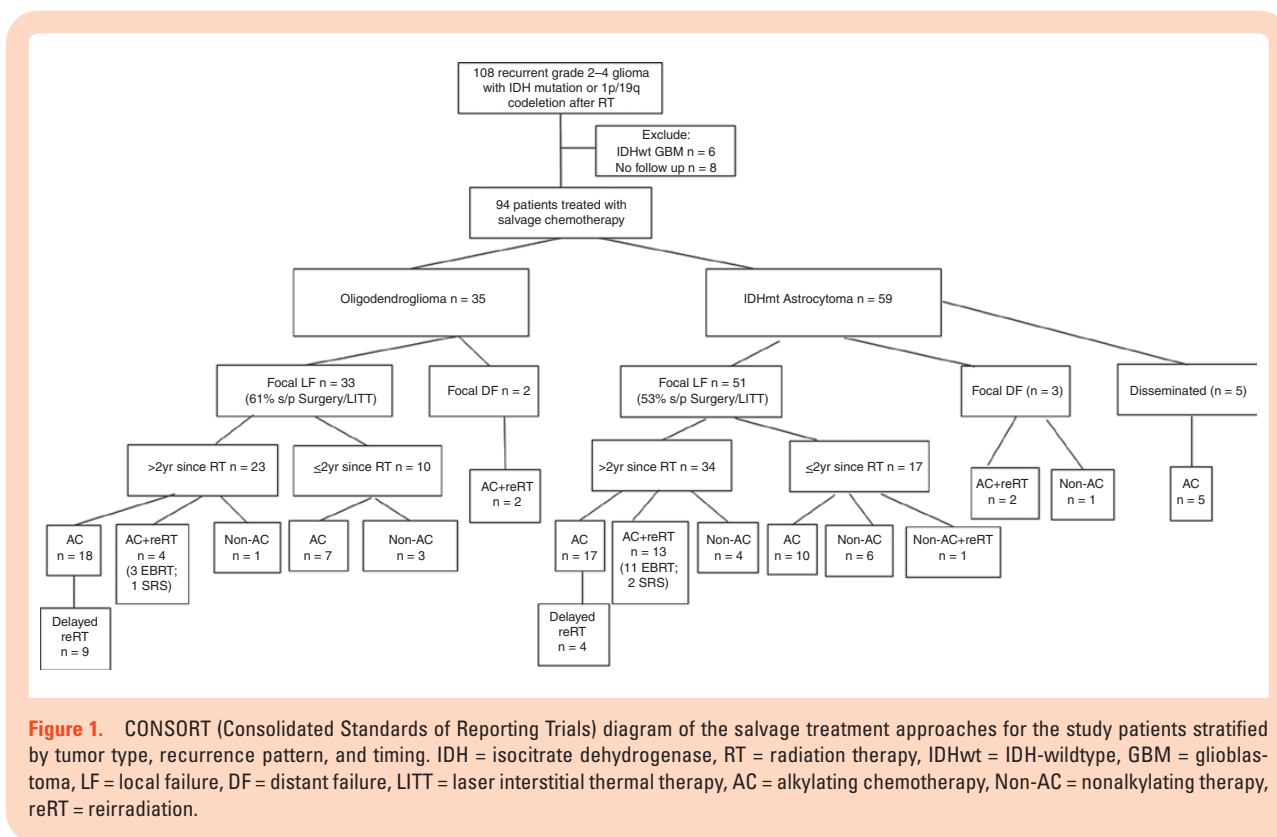 108 recurrent grade 2–4 glioma
with IDH mutation or 1p/19q
codeletion after RT
Exclude:
IDHwt GBM n = 6
No follow up n = 8
94 patients treated with
salvage chemotherapy
Oligodendroglioma n = 35
IDHmt Astrocytoma n = 59
Focal LF n = 33
(61% s/p Surgery/LITT)
Focal DF n = 2
Focal LF n = 51
(53% s/p Surgery/LITT)
Focal DF (n = 3)
Disseminated (n = 5)
>2yr since RT n = 23
≤2yr since RT n = 10
AC+reRT
n = 2
>2yr since RT n = 34
≤2yr since RT n = 17
AC+reRT
n = 2
Non-AC
n = 1
AC
n = 5
AC
n = 18
AC+reRT
n = 4
(3 EBRT;
1 SRS)
Non-AC
n = 1
AC
n = 7
Non-AC
n = 3
AC
n = 17
AC+reRT
n = 13
(11 EBRT;
2 SRS)
Non-AC
n = 4
AC
n = 10
Non-AC
n = 6
Non-AC+reRT
n = 1
Delayed
reRT
n = 9
Delayed
reRT
n = 4
Figure 1. CONSORT (Consolidated Standards of Reporting Trials) diagram of the salvage treatment approaches for the study patients stratified
by tumor type, recurrence pattern, and timing. IDH = isocitrate dehydrogenase, RT = radiation therapy, IDHwt = IDH-wildtype, GBM = glioblas-
toma, LF = local failure, DF = distant failure, LITT = laser interstitial thermal therapy, AC = alkylating chemotherapy, Non-AC = nonalkylating therapy,
reRT = reirradiation.